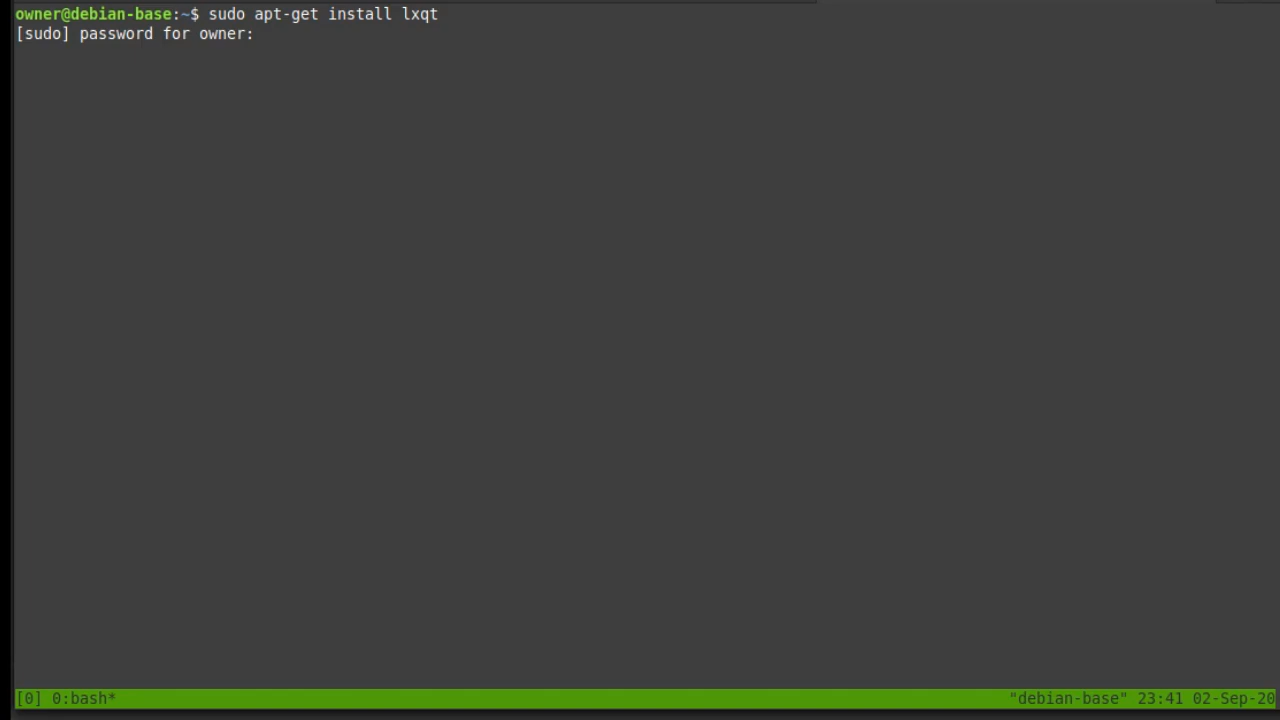 owner@debian-base:~$ sudo apt-get install lxqt
[sudo] password for owner:
[0] 0:bash* "debian-base" 23:41 02-Sep-20